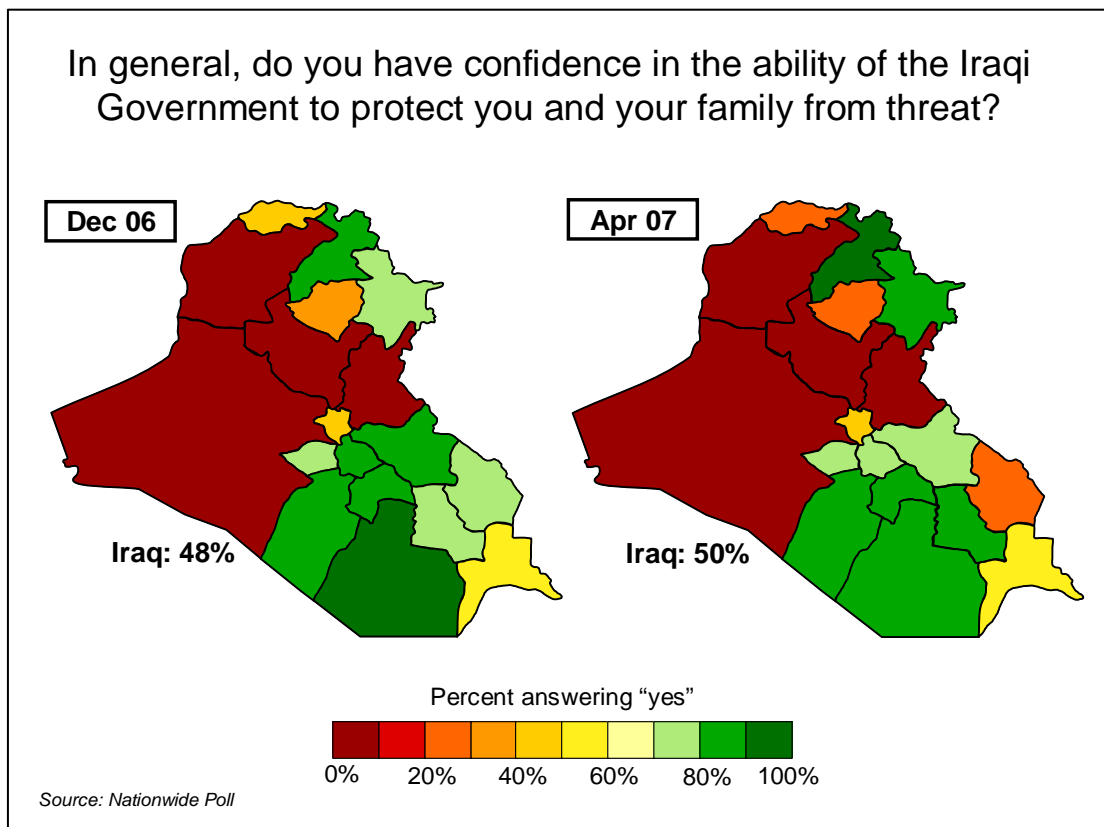 In general, do you have confidence in the ability of the Iraqi
Government to protect you and your family from threat?
Dec 06
Apr 07
Iraq: 48%
Iraq: 50%
Percent answering “yes”
0% 20% 40% 60% 80% 100%
Source: Nationwide Poll